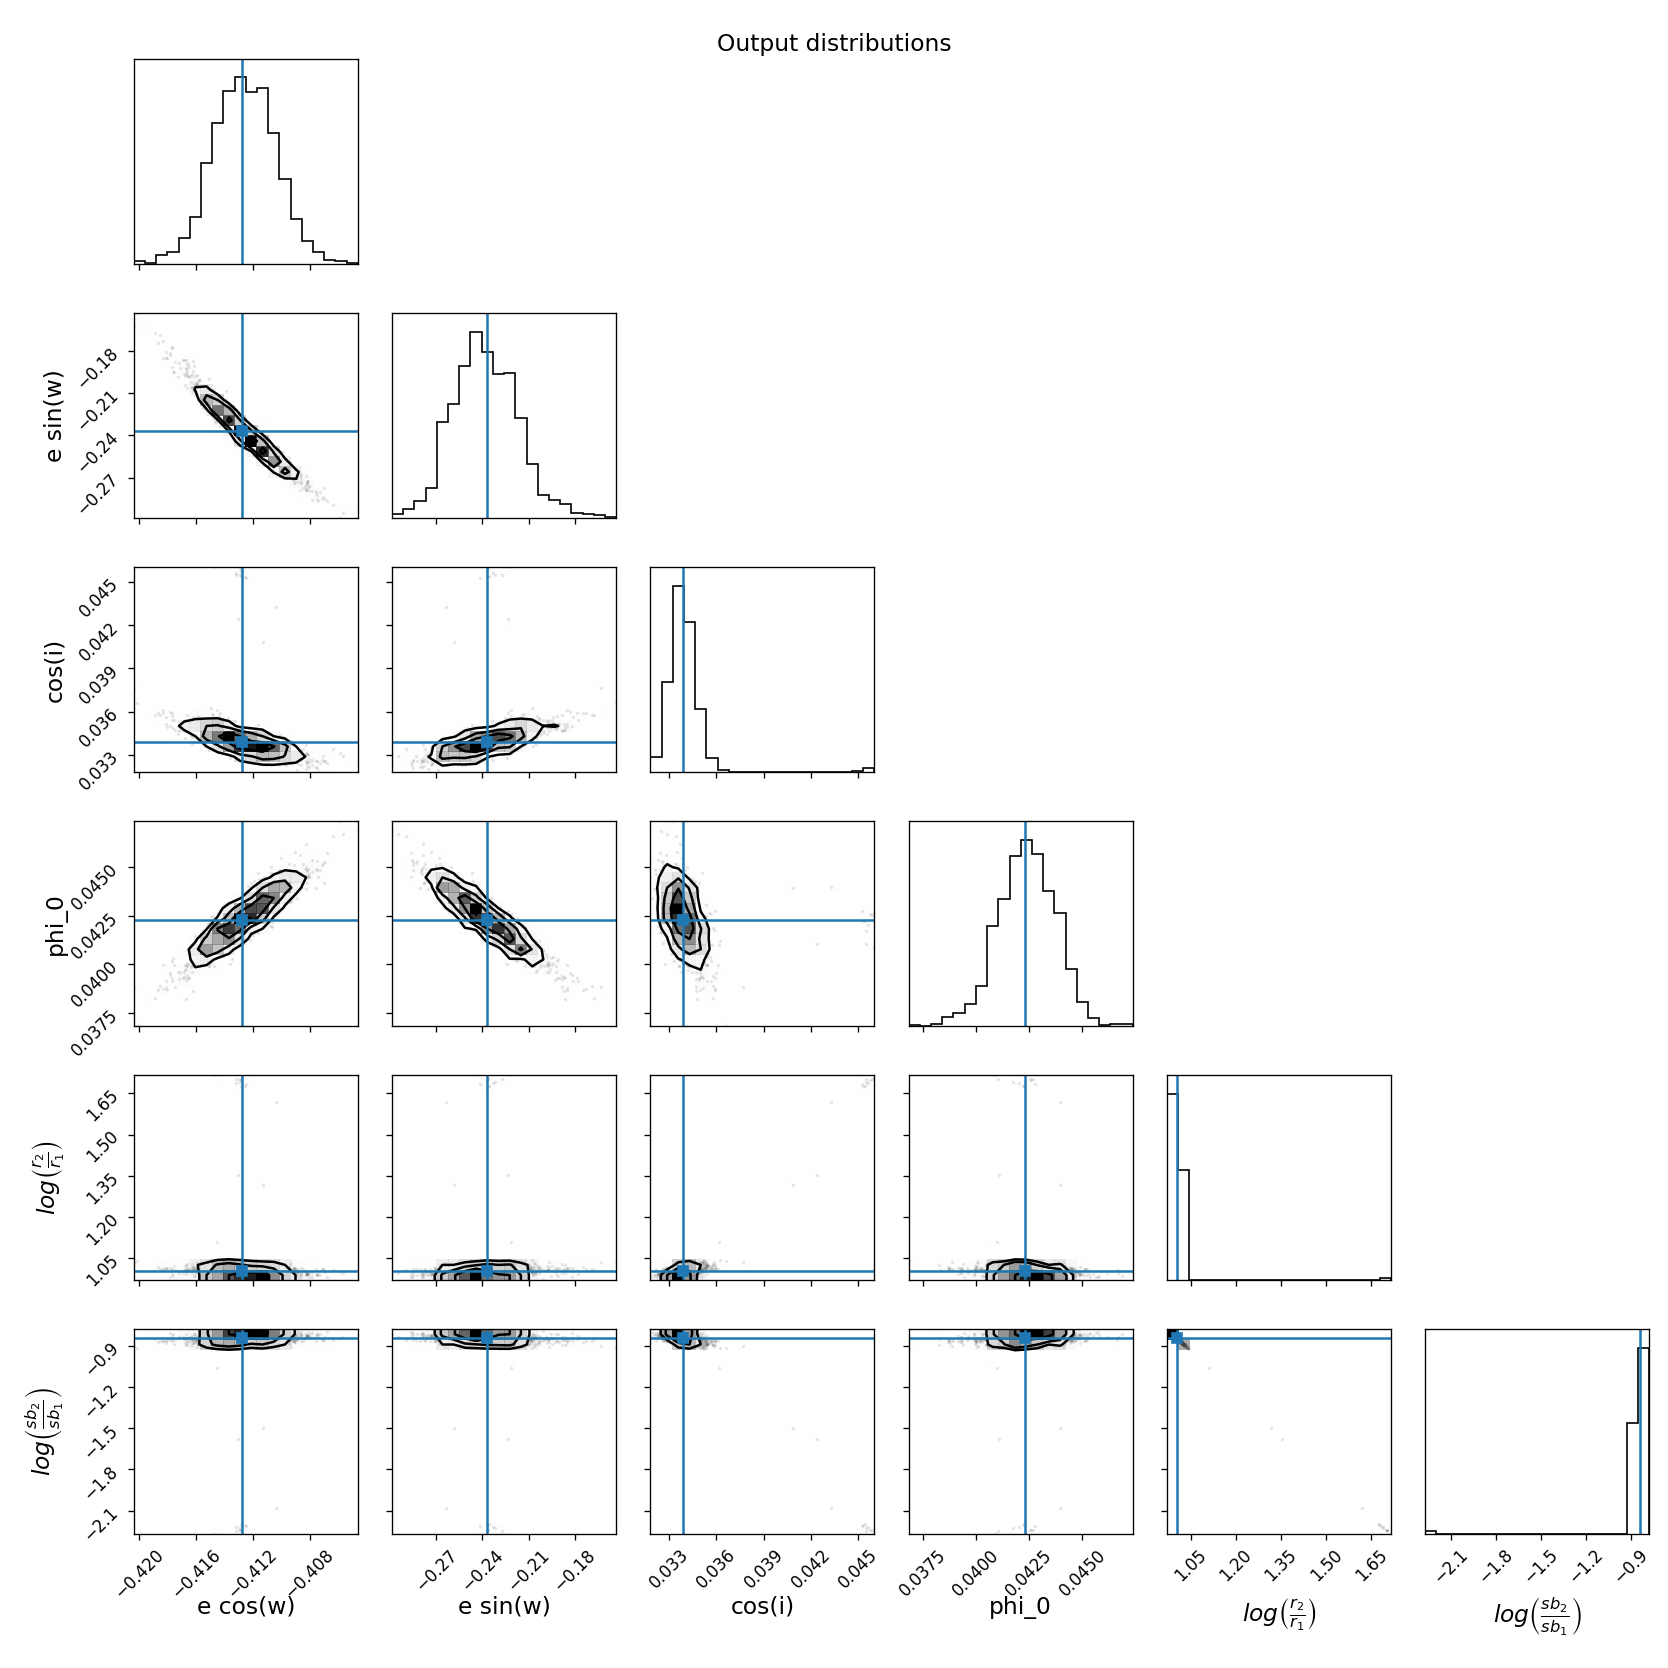 Output distributions
e sin(w)
−0.18
−0.21
−0.24
−0.27
cos(i)
0.045
0.042
0.039
0.036
0.033
phi_0
0.0450
0.0425
0.0400
0.0375
log(r₂/r₁)
1.65
1.50
1.35
1.20
1.05
log(sb₂/sb₁)
−0.9
−1.2
−1.5
−1.8
−2.1
−0.420 −0.416 −0.412 −0.408
−0.27 −0.24 −0.21 −0.18
0.033 0.036 0.039 0.042 0.045
0.0375 0.0400 0.0425 0.0450
1.05 1.20 1.35 1.50 1.65
−2.1 −1.8 −1.5 −1.2 −0.9
e cos(w)
e sin(w)
cos(i)
phi_0
log(r₂/r₁)
log(sb₂/sb₁)